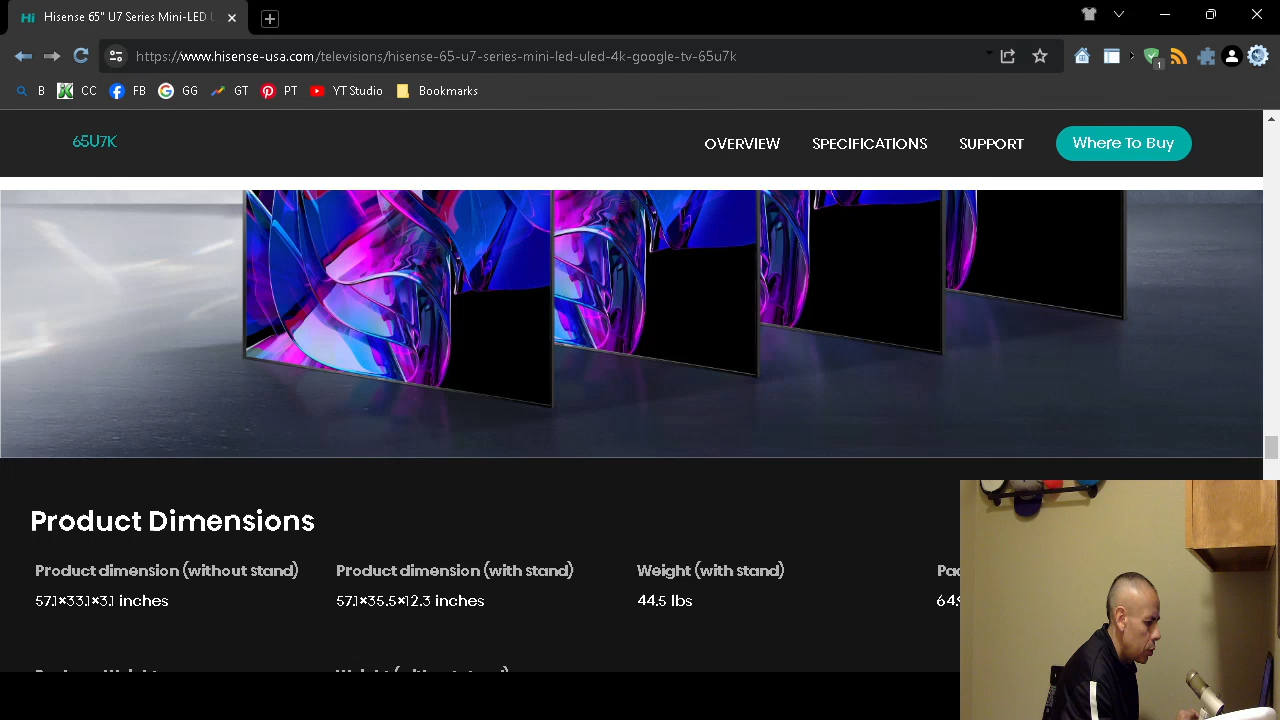 Hi Hisense 65" U7 Series Mini-LED
https://www.hisense-usa.com/televisions/hisense-65-u7-series-mini-led-uled-4k-google-tv-65u7k
1
B CC FB GG GT PT YT Studio Bookmarks
65U7K
OVERVIEW SPECIFICATIONS SUPPORT Where To Buy
Product Dimensions
Product dimension (without stand) Product dimension (with stand) Weight (with stand)
57.1×33.1×3.1 inches 57.1×35.5×12.3 inches 44.5 lbs